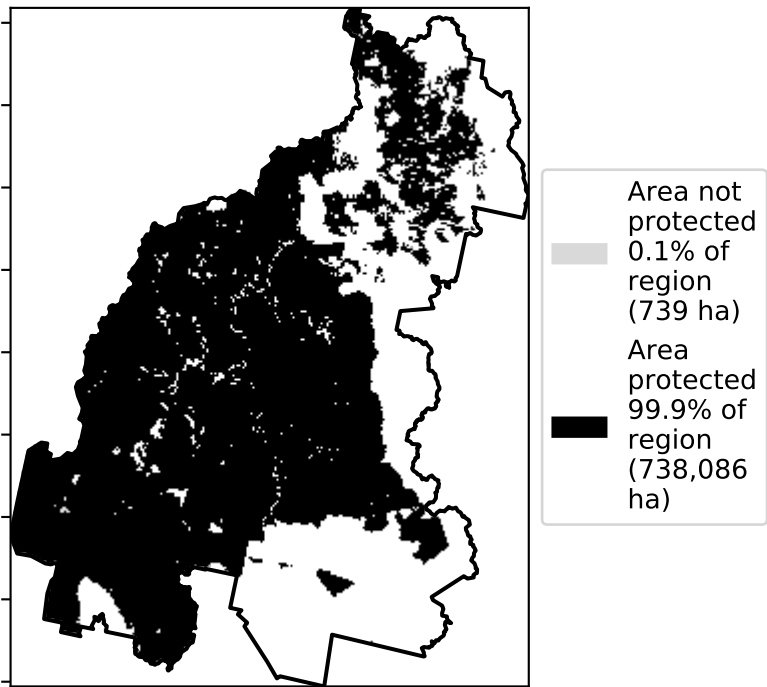 Area not
protected
0.1% of
region
(739 ha)
Area
protected
99.9% of
region
(738,086
ha)